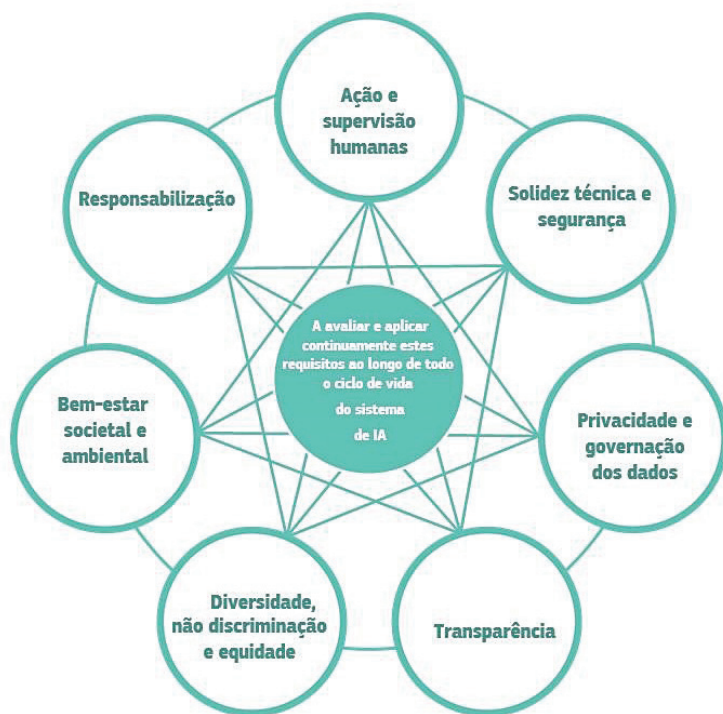 Ação e
supervisão
humanas
Solidez técnica e
segurança
Privacidade e
governação
dos dados
Transparência
Diversidade,
não discriminação
e equidade
Bem-estar
societal e
ambiental
Responsabilização
A avaliar e aplicar
continuamente estes
requisitos ao longo de todo
o ciclo de vida
do sistema
de IA